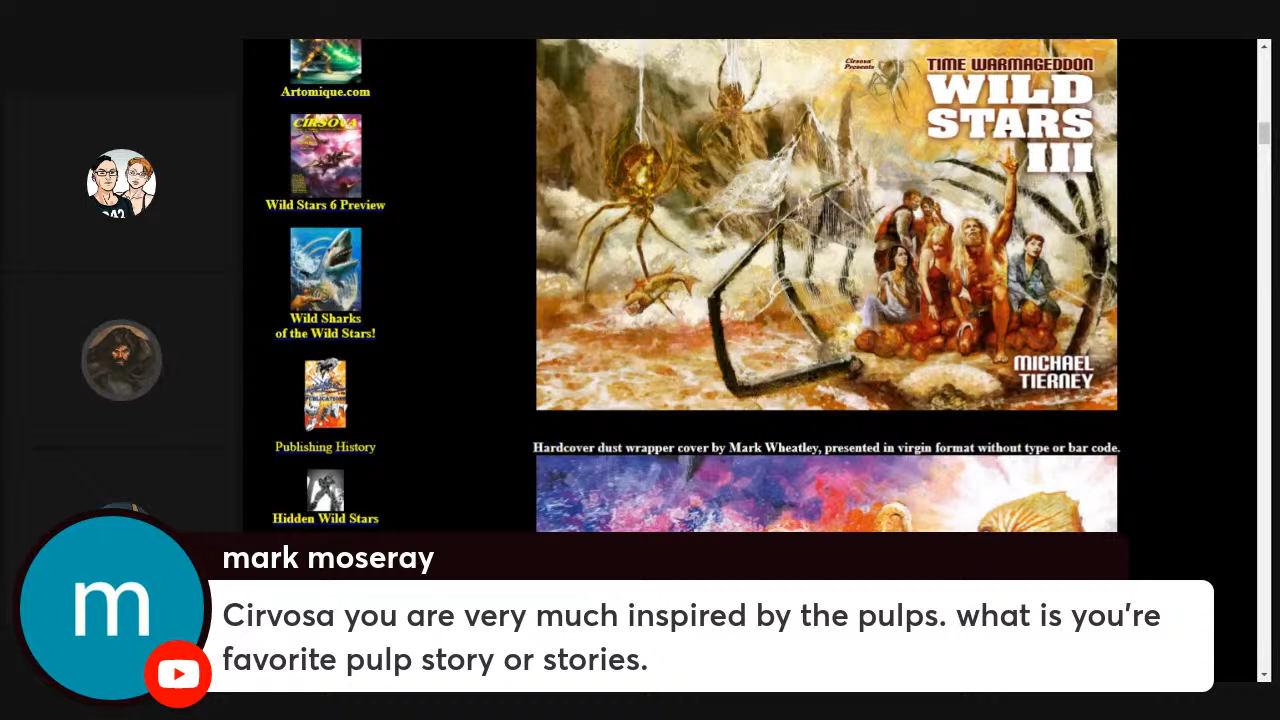 Artomique.com
CIRSOVA
Wild Stars 6 Preview
Wild Sharks
of the Wild Stars!
PUBLICATIONS
Publishing History
Hidden Wild Stars
Cirsova
Presents
TIME WARMAGEDDON
WILD
STARS
III
MICHAEL
TIERNEY
Hardcover dust wrapper cover by Mark Wheatley, presented in virgin format without type or bar code.
m
mark moseray
Cirvosa you are very much inspired by the pulps. what is you're
favorite pulp story or stories.